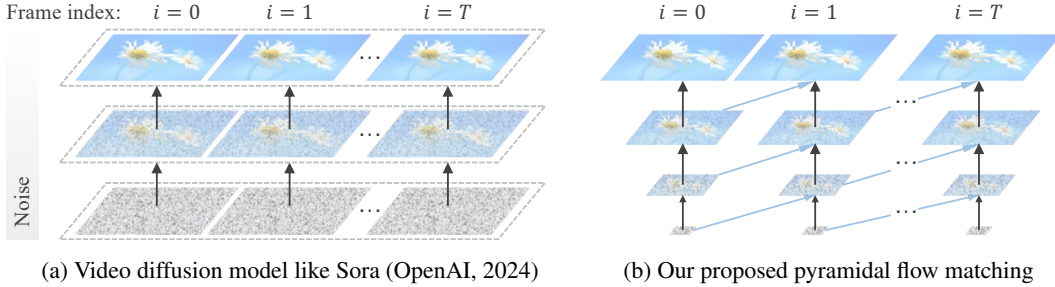 Frame index: i = 0 i = 1 i = T i = 0 i = 1 i = T
...
...
...
...
...
...
Noise
(a) Video diffusion model like Sora (OpenAI, 2024) (b) Our proposed pyramidal flow matching